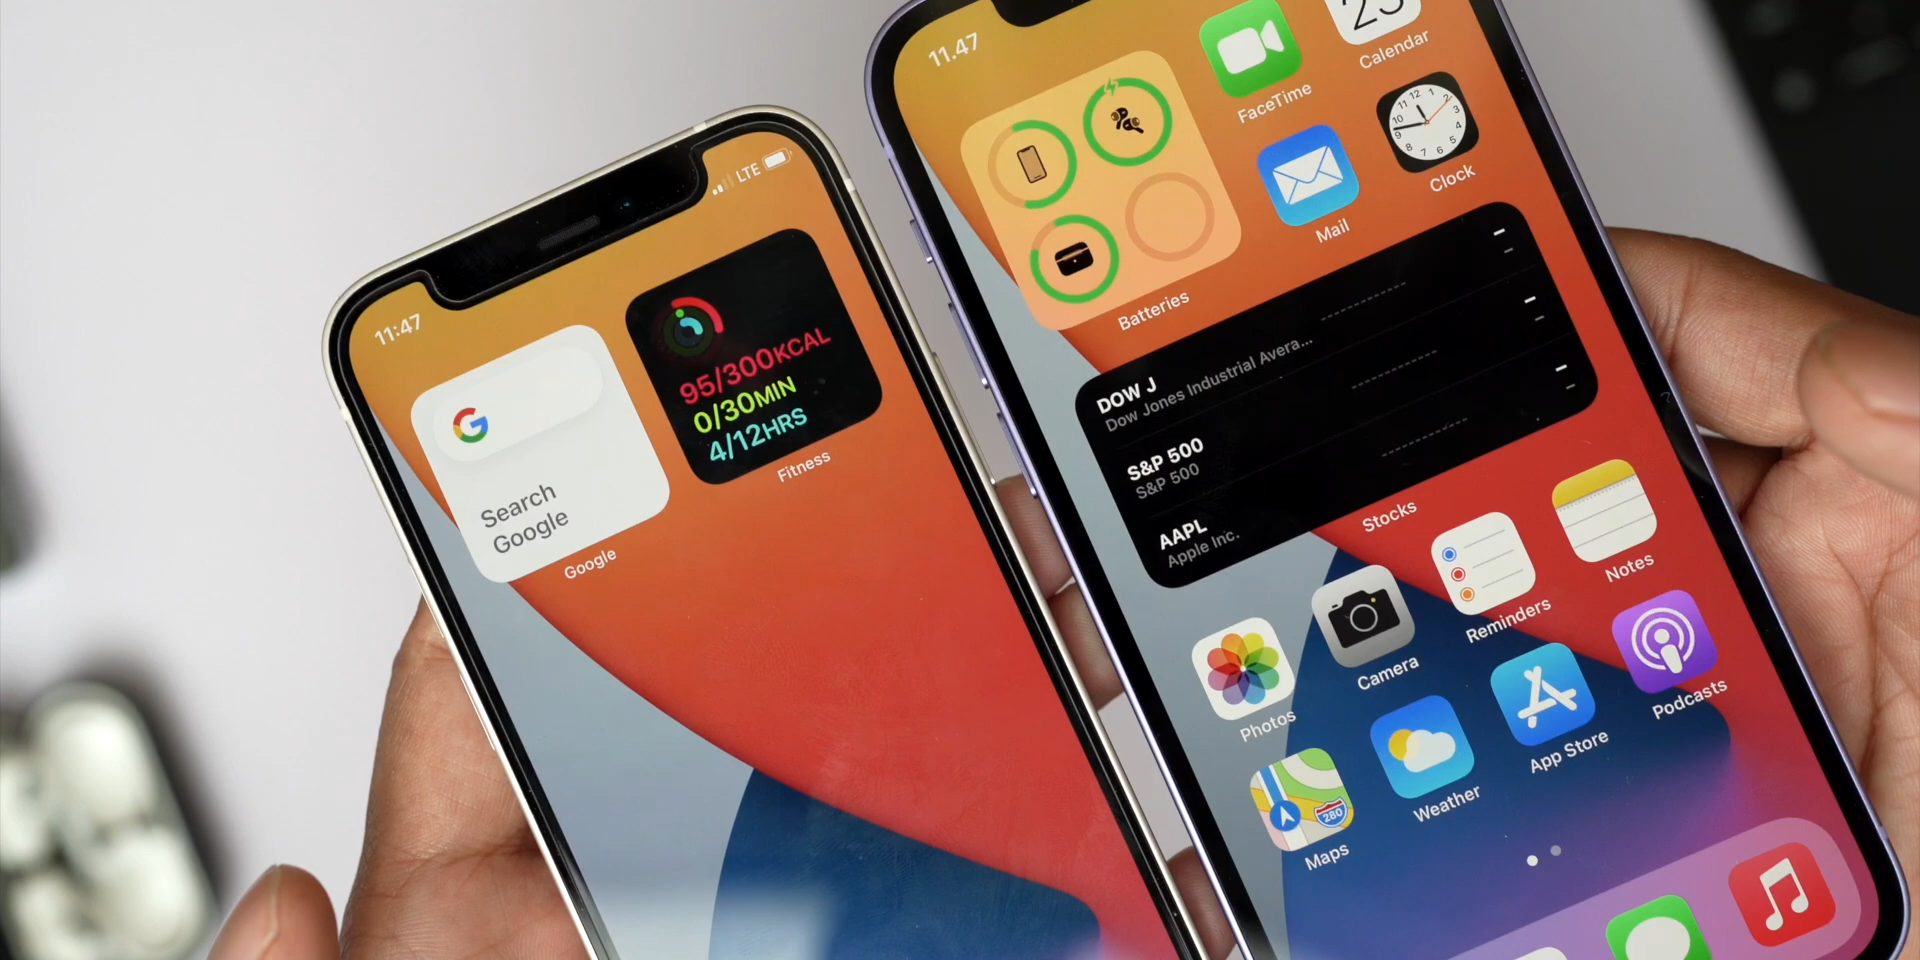 11:47
LTE
G
Search
Google
Google
95/300KCAL
0/30MIN
4/12HRS
Fitness
11.47
Batteries
FaceTime
23
Calendar
Mail
Clock
DOW J
Dow Jones Industrial Avera...
S&P 500
S&P 500
AAPL
Apple Inc.
Stocks
Photos
Camera
Reminders
Notes
Maps
280
Weather
App Store
Podcasts